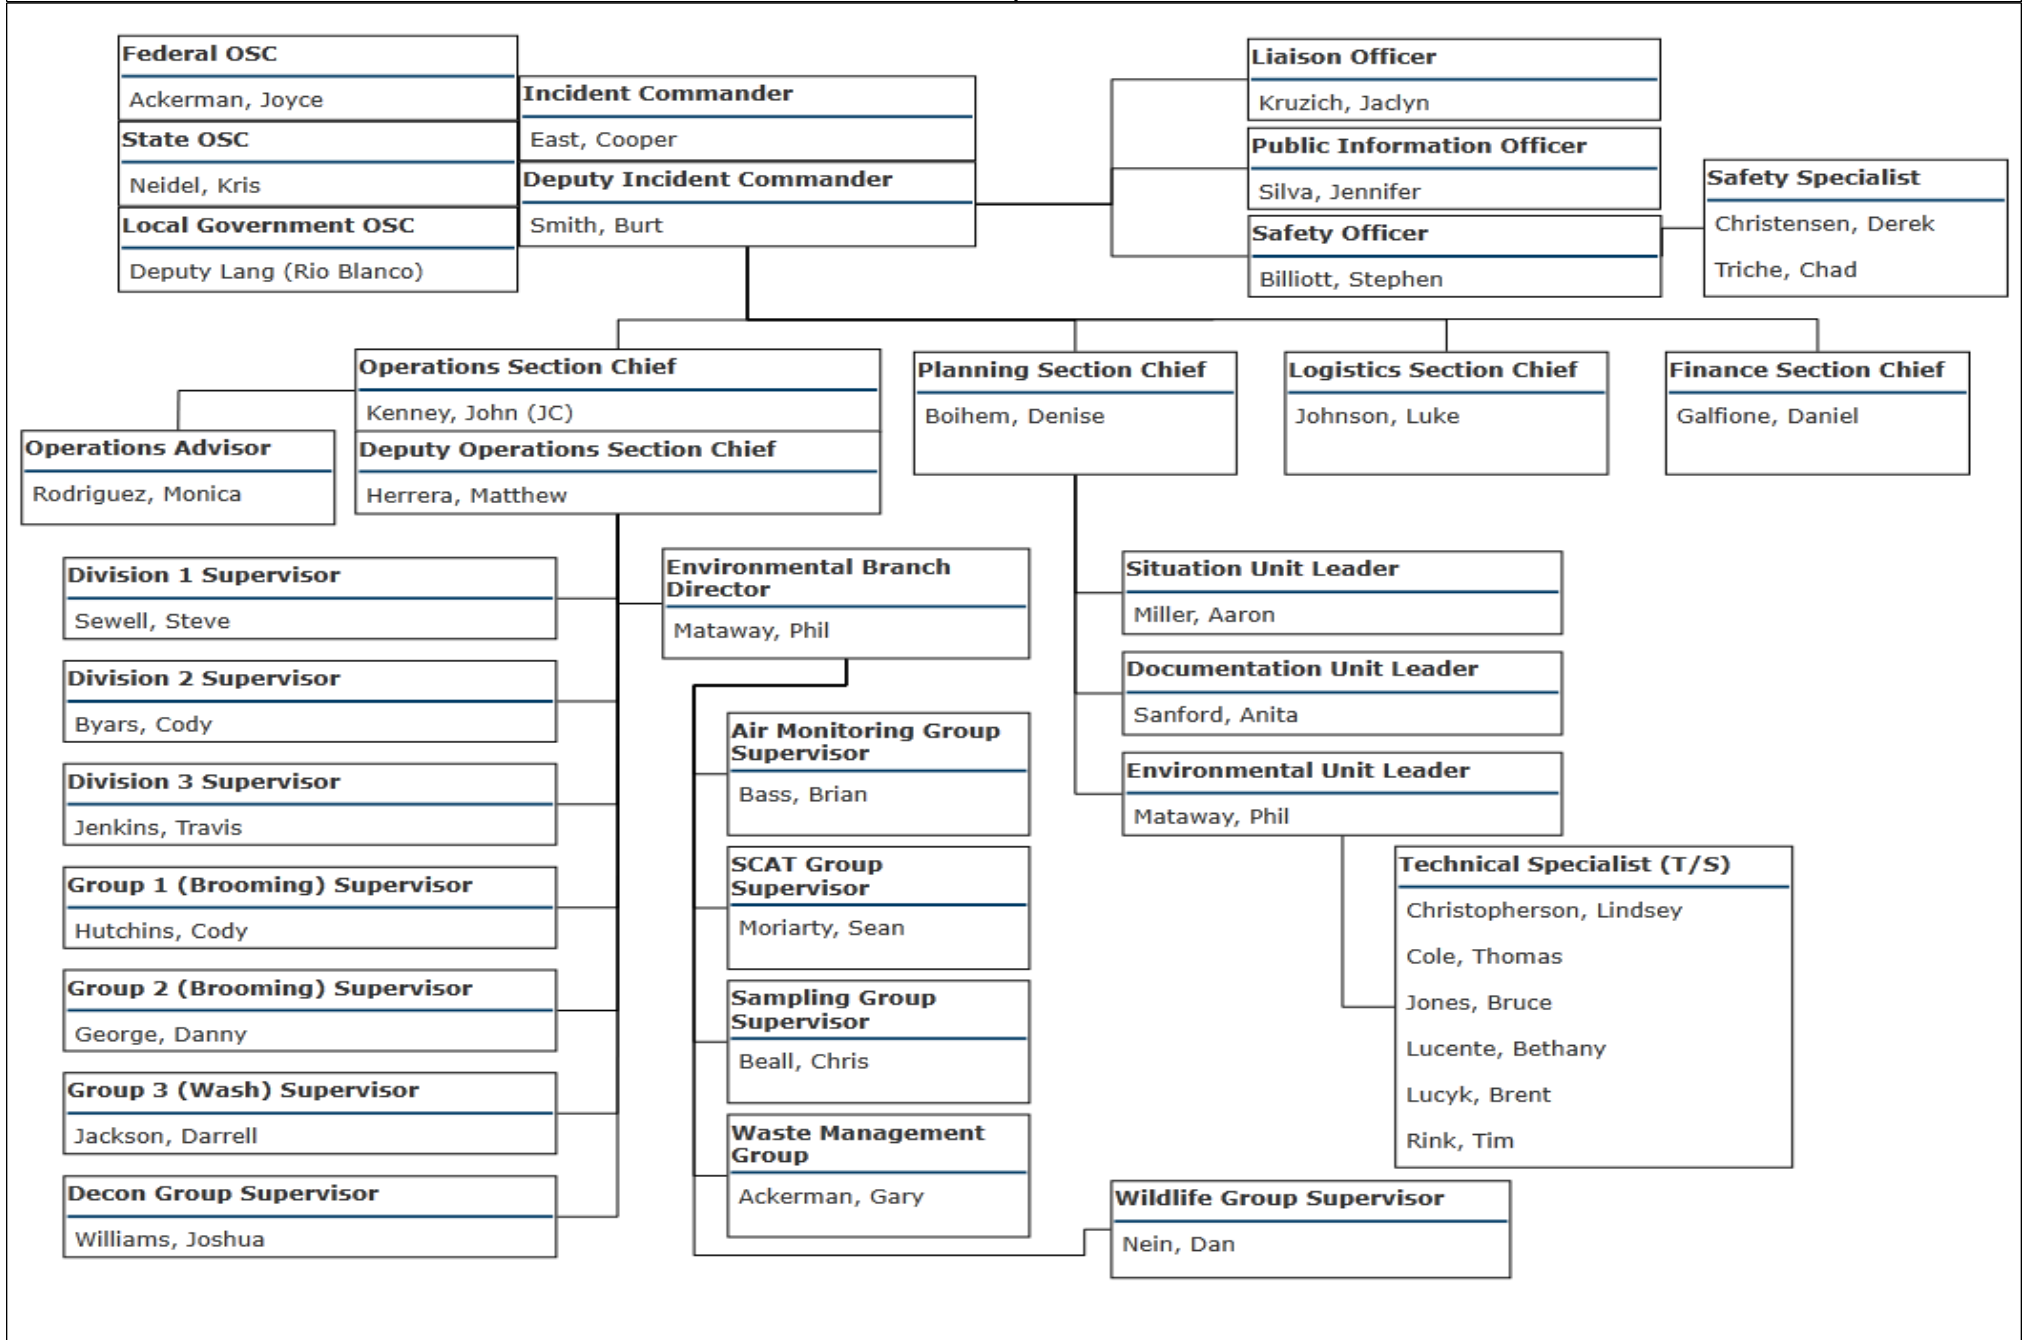 Federal OSC
Ackerman, Joyce
State OSC
Neidel, Kris
Local Government OSC
Deputy Lang (Rio Blanco)
Incident Commander
East, Cooper
Deputy Incident Commander
Smith, Burt
Liaison Officer
Kruzich, Jaclyn
Public Information Officer
Silva, Jennifer
Safety Officer
Billiott, Stephen
Safety Specialist
Christensen, Derek
Triche, Chad
Operations Section Chief
Kenney, John (JC)
Deputy Operations Section Chief
Herrera, Matthew
Operations Advisor
Rodriguez, Monica
Planning Section Chief
Boihem, Denise
Logistics Section Chief
Johnson, Luke
Finance Section Chief
Galfione, Daniel
Division 1 Supervisor
Sewell, Steve
Division 2 Supervisor
Byars, Cody
Division 3 Supervisor
Jenkins, Travis
Group 1 (Brooming) Supervisor
Hutchins, Cody
Group 2 (Brooming) Supervisor
George, Danny
Group 3 (Wash) Supervisor
Jackson, Darrell
Decon Group Supervisor
Williams, Joshua
Environmental Branch
Director
Mataway, Phil
Air Monitoring Group
Supervisor
Bass, Brian
SCAT Group
Supervisor
Moriarty, Sean
Sampling Group
Supervisor
Beall, Chris
Waste Management
Group
Ackerman, Gary
Situation Unit Leader
Miller, Aaron
Documentation Unit Leader
Sanford, Anita
Environmental Unit Leader
Mataway, Phil
Technical Specialist (T/S)
Christopherson, Lindsey
Cole, Thomas
Jones, Bruce
Lucente, Bethany
Lucyk, Brent
Rink, Tim
Wildlife Group Supervisor
Nein, Dan